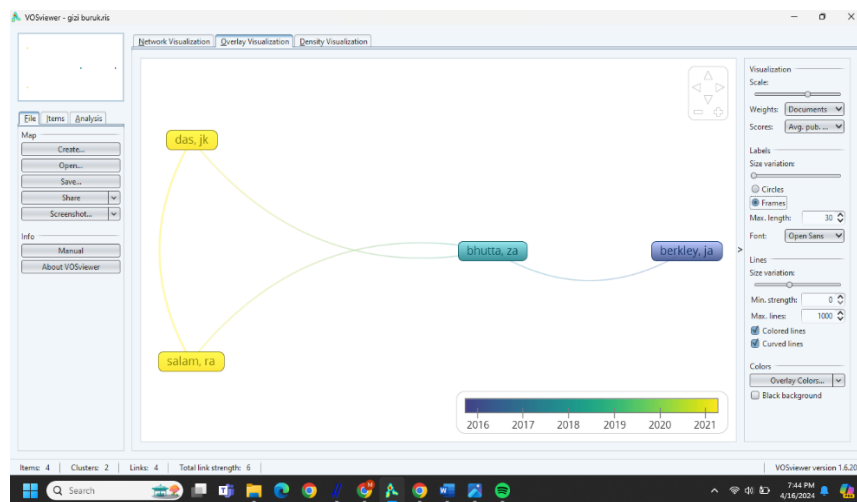 VOSviewer - gizi buruk.ris
Network Visualization Overlay Visualization Density Visualization
File Items Analysis
Map
Create...
Open...
Save...
Share
Screenshot...
Info
Manual
About VOSviewer
das, jk
bhutta, za
berkley, ja
salam, ra
2016 2017 2018 2019 2020 2021
Visualization
Scale:
Weights: Documents
Scores: Avg. pub. ...
Labels
Size variation:
Circles
Frames
Max. length: 30
Font: Open Sans
Lines
Size variation:
Min. strength: 0
Max. lines: 1000
Colored lines
Curved lines
Colors
Overlay Colors...
Black background
Items: 4 Clusters: 2 Links: 4 Total link strength: 6 VOSviewer version 1.6.20
Search
7:44 PM
4/16/2024